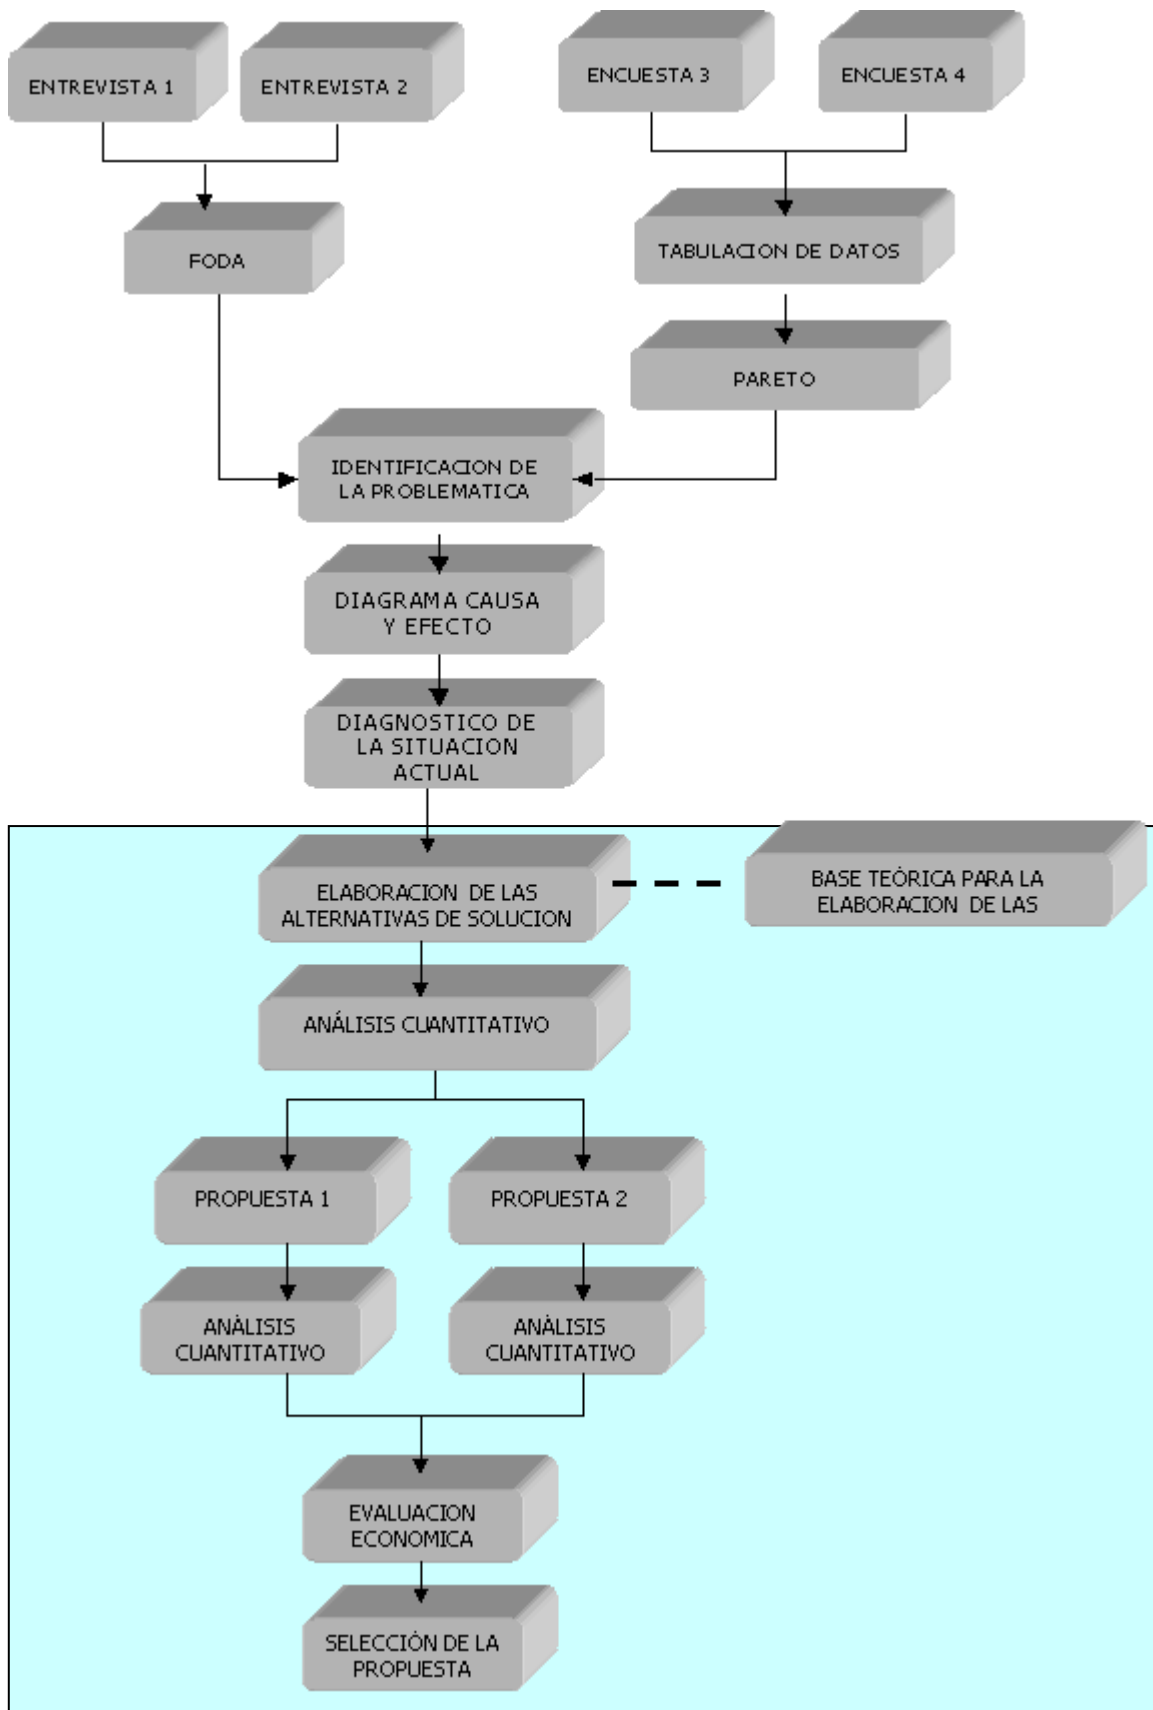 ENTREVISTA 1
ENTREVISTA 2
ENCUESTA 3
ENCUESTA 4
FODA
TABULACION DE DATOS
PARETO
IDENTIFICACION DE
LA PROBLEMATICA
DIAGRAMA CAUSA
Y EFECTO
DIAGNOSTICO DE
LA SITUACION
ACTUAL
ELABORACION DE LAS
ALTERNATIVAS DE SOLUCION
BASE TEÓRICA PARA LA
ELABORACION DE LAS
ANÁLISIS CUANTITATIVO
PROPUESTA 1
PROPUESTA 2
ANÁLISIS
CUANTITATIVO
ANÁLISIS
CUANTITATIVO
EVALUACION
ECONOMICA
SELECCIÓN DE LA
PROPUESTA